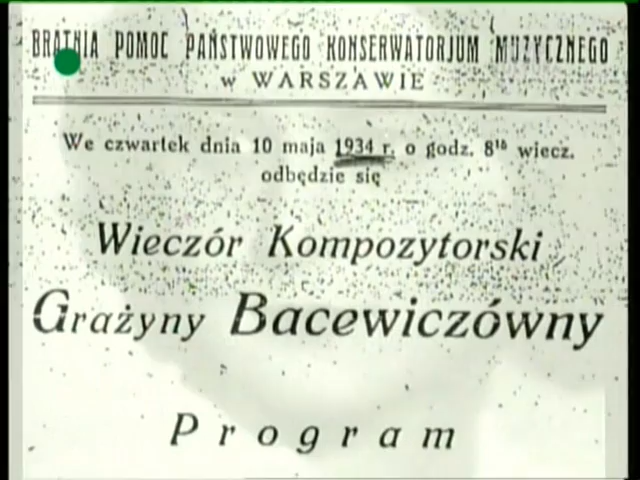 BRATNIA POMOC PAŃSTWOWEGO KONSERWATORJUM MUZYCZNEGO
w WARSZAWIE
We czwartek dnia 10 maja 1934 r. o godz. 8¹⁵ wiecz.
odbędzie się
Wieczór Kompozytorski
Grażyny Bacewiczówny
Program